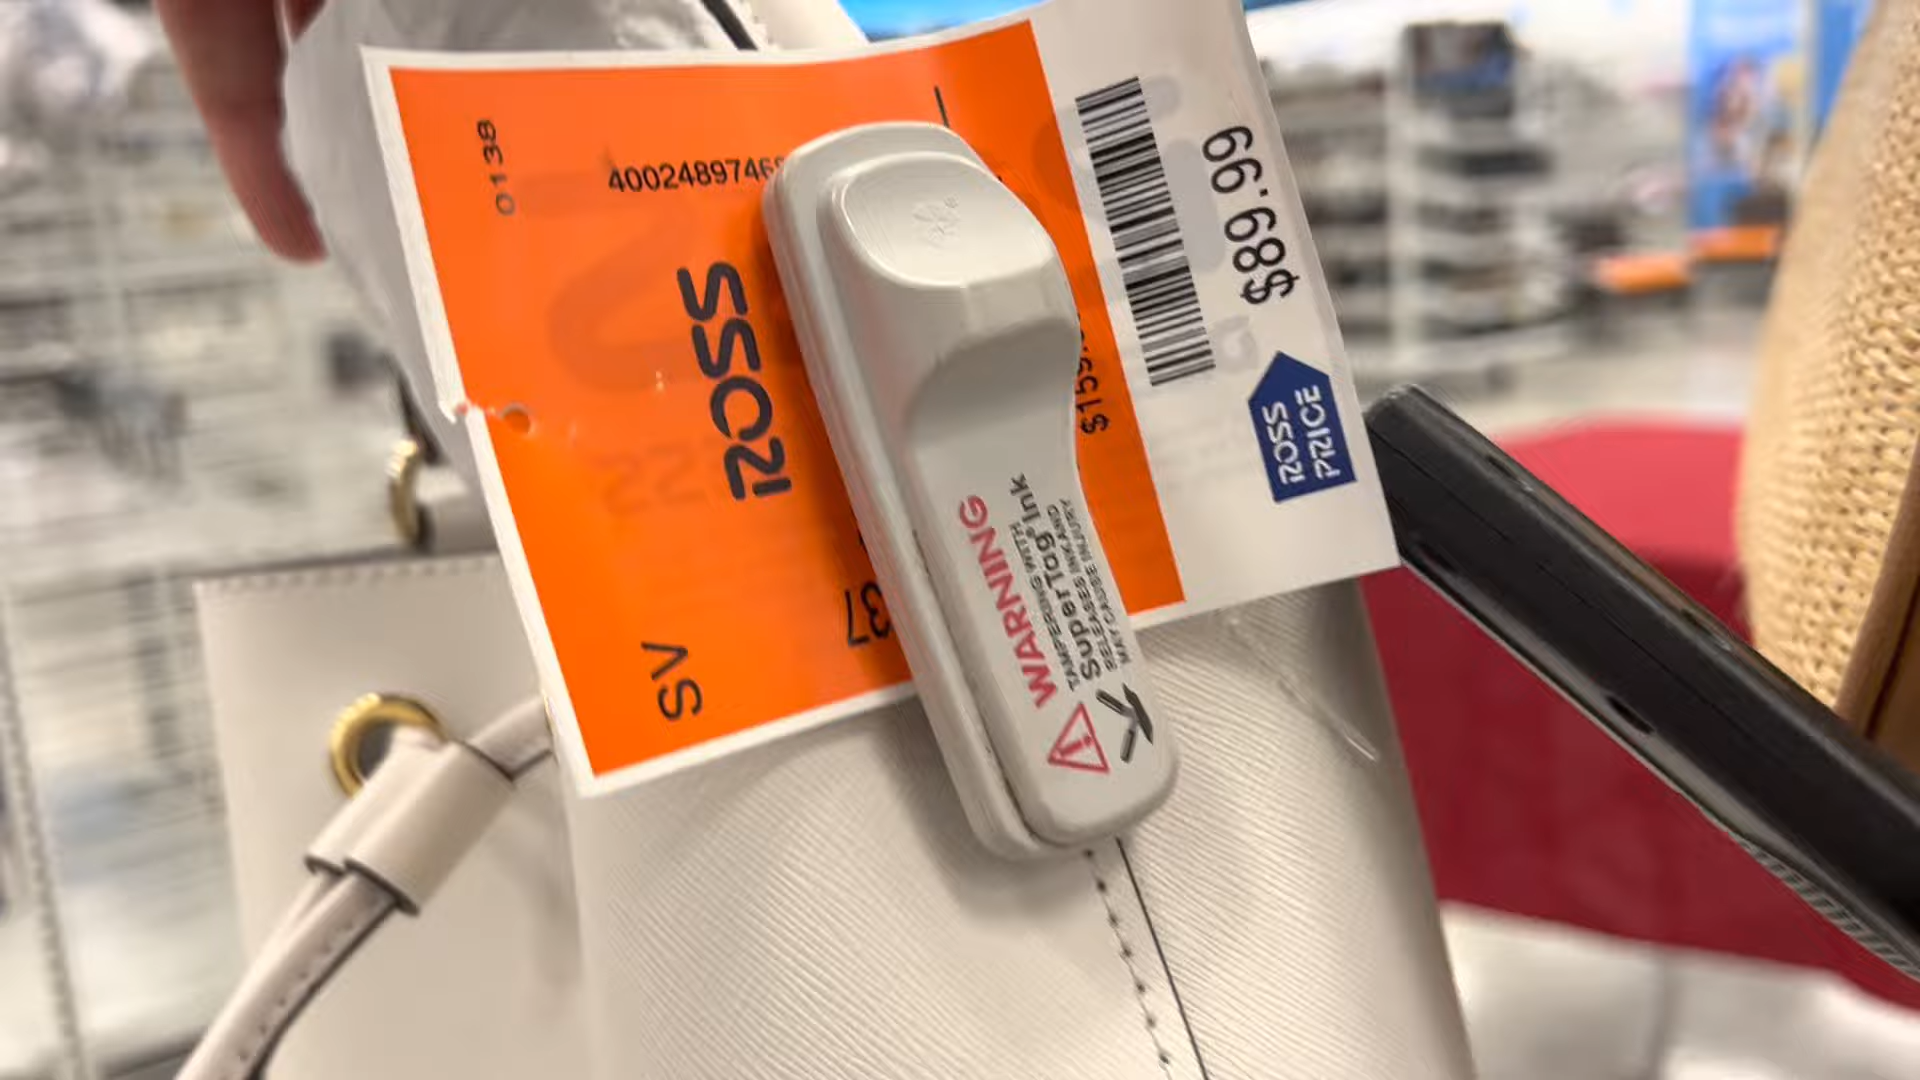 0138
400248974
ROSS
SV
37
$159.
$89.99
ROSS
PRICE
WARNING
TAMPERING WITH
SuperTag® Ink
RELEASES INK AND
MAY CAUSE INJURY